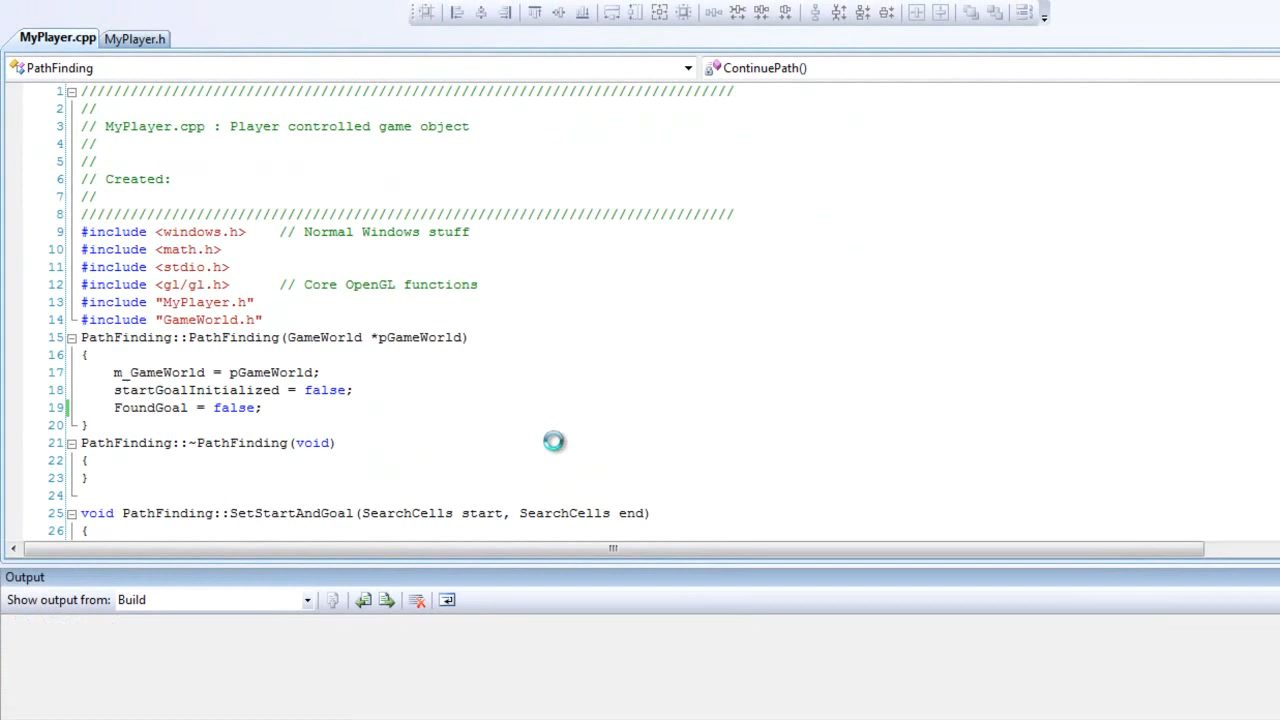 MyPlayer.cpp MyPlayer.h
PathFinding ContinuePath()
1 ////////////////////////////////////////////////////////////////////////////////
2 //
3 // MyPlayer.cpp : Player controlled game object
4 //
5 //
6 // Created:
7 //
8 ////////////////////////////////////////////////////////////////////////////////
9 #include <windows.h> // Normal Windows stuff
10 #include <math.h>
11 #include <stdio.h>
12 #include <gl/gl.h> // Core OpenGL functions
13 #include "MyPlayer.h"
14 #include "GameWorld.h"
15 PathFinding::PathFinding(GameWorld *pGameWorld)
16 {
17 m_GameWorld = pGameWorld;
18 startGoalInitialized = false;
19 FoundGoal = false;
20 }
21 PathFinding::~PathFinding(void)
22 {
23 }
24
25 void PathFinding::SetStartAndGoal(SearchCells start, SearchCells end)
26 {
Output
Show output from: Build